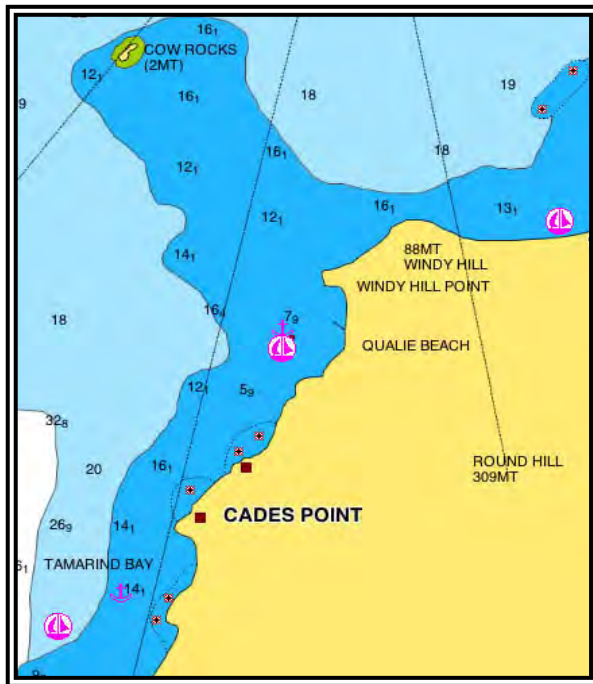 16₁
COW ROCKS
(2MT)
12₁
19
9
16₁
18
12₁
16₁
18
12₁
16₁
13₁
14₁
88MT
WINDY HILL
WINDY HILL POINT
18
7₉
QUALIE BEACH
12₁
5₉
32₈
20
16₁
ROUND HILL
309MT
26₉
14₁
CADES POINT
6₁
TAMARIND BAY
14₁